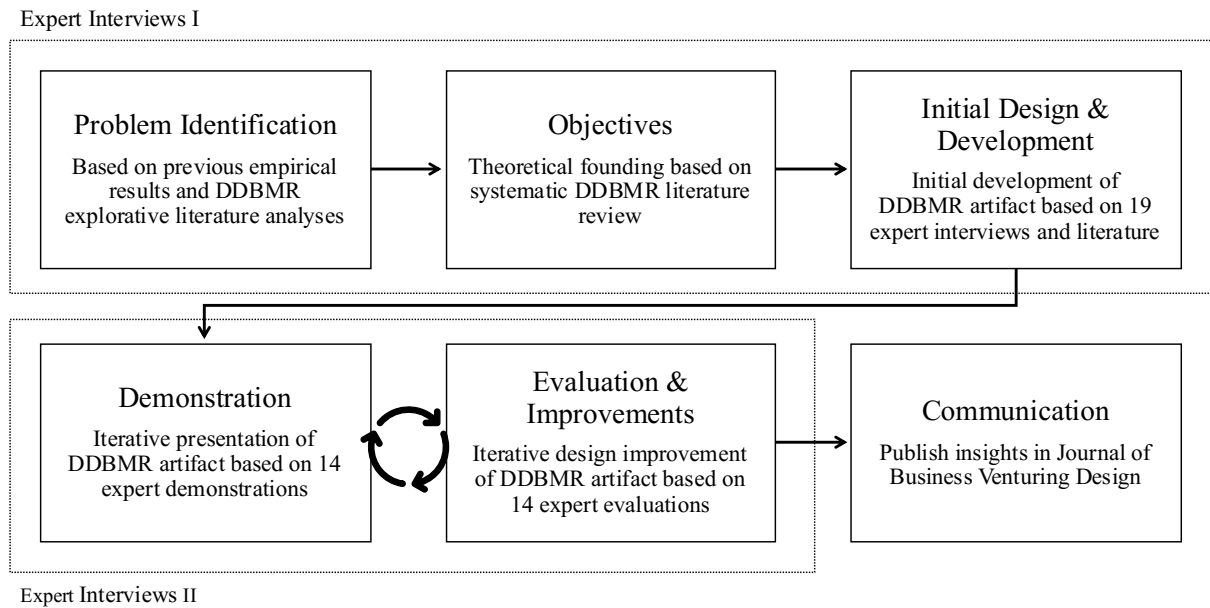 Expert Interviews I
Problem Identification
Based on previous empirical
results and DDBMR
explorative literature analyses
Objectives
Theoretical founding based on
systematic DDBMR literature
review
Initial Design &
Development
Initial development of
DDBMR artifact based on 19
expert interviews and literature
Demonstration
Iterative presentation of
DDBMR artifact based on 14
expert demonstrations
Evaluation &
Improvements
Iterative design improvement
of DDBMR artifact based on
14 expert evaluations
Communication
Publish insights in Journal of
Business Venturing Design
Expert Interviews II